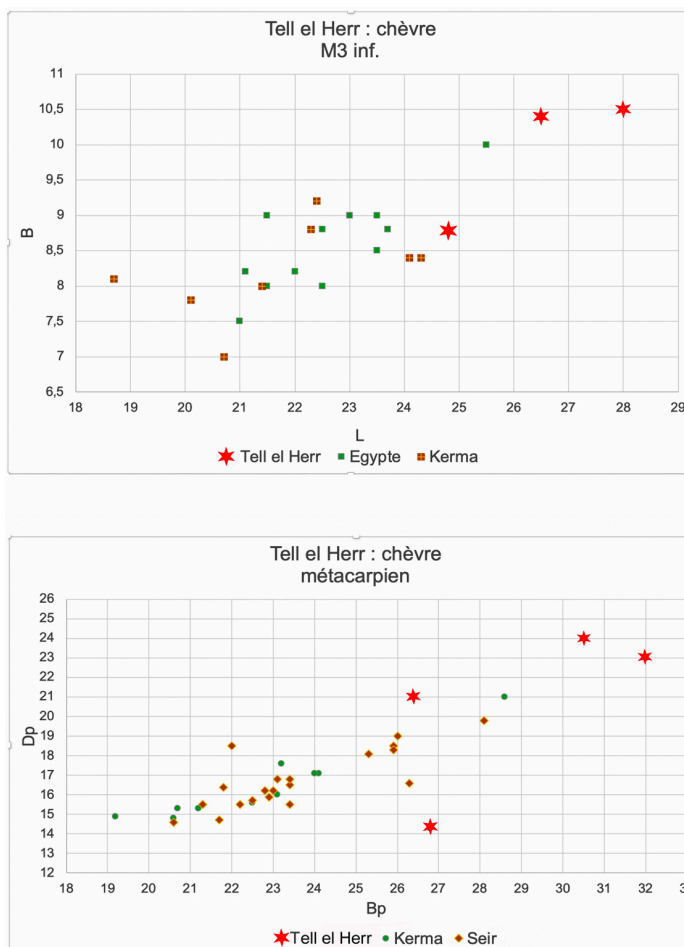 Tell el Herr : chèvre
M3 inf.
11
10,5
10
9,5
9
8,5
8
7,5
7
6,5
B
18 19 20 21 22 23 24 25 26 27 28 29
L
Tell el Herr Egypte Kerma
Tell el Herr : chèvre
métacarpien
26
25
24
23
22
21
20
19
18
17
16
15
14
13
12
Dp
18 19 20 21 22 23 24 25 26 27 28 29 30 31 32
Bp
Tell el Herr Kerma Seir